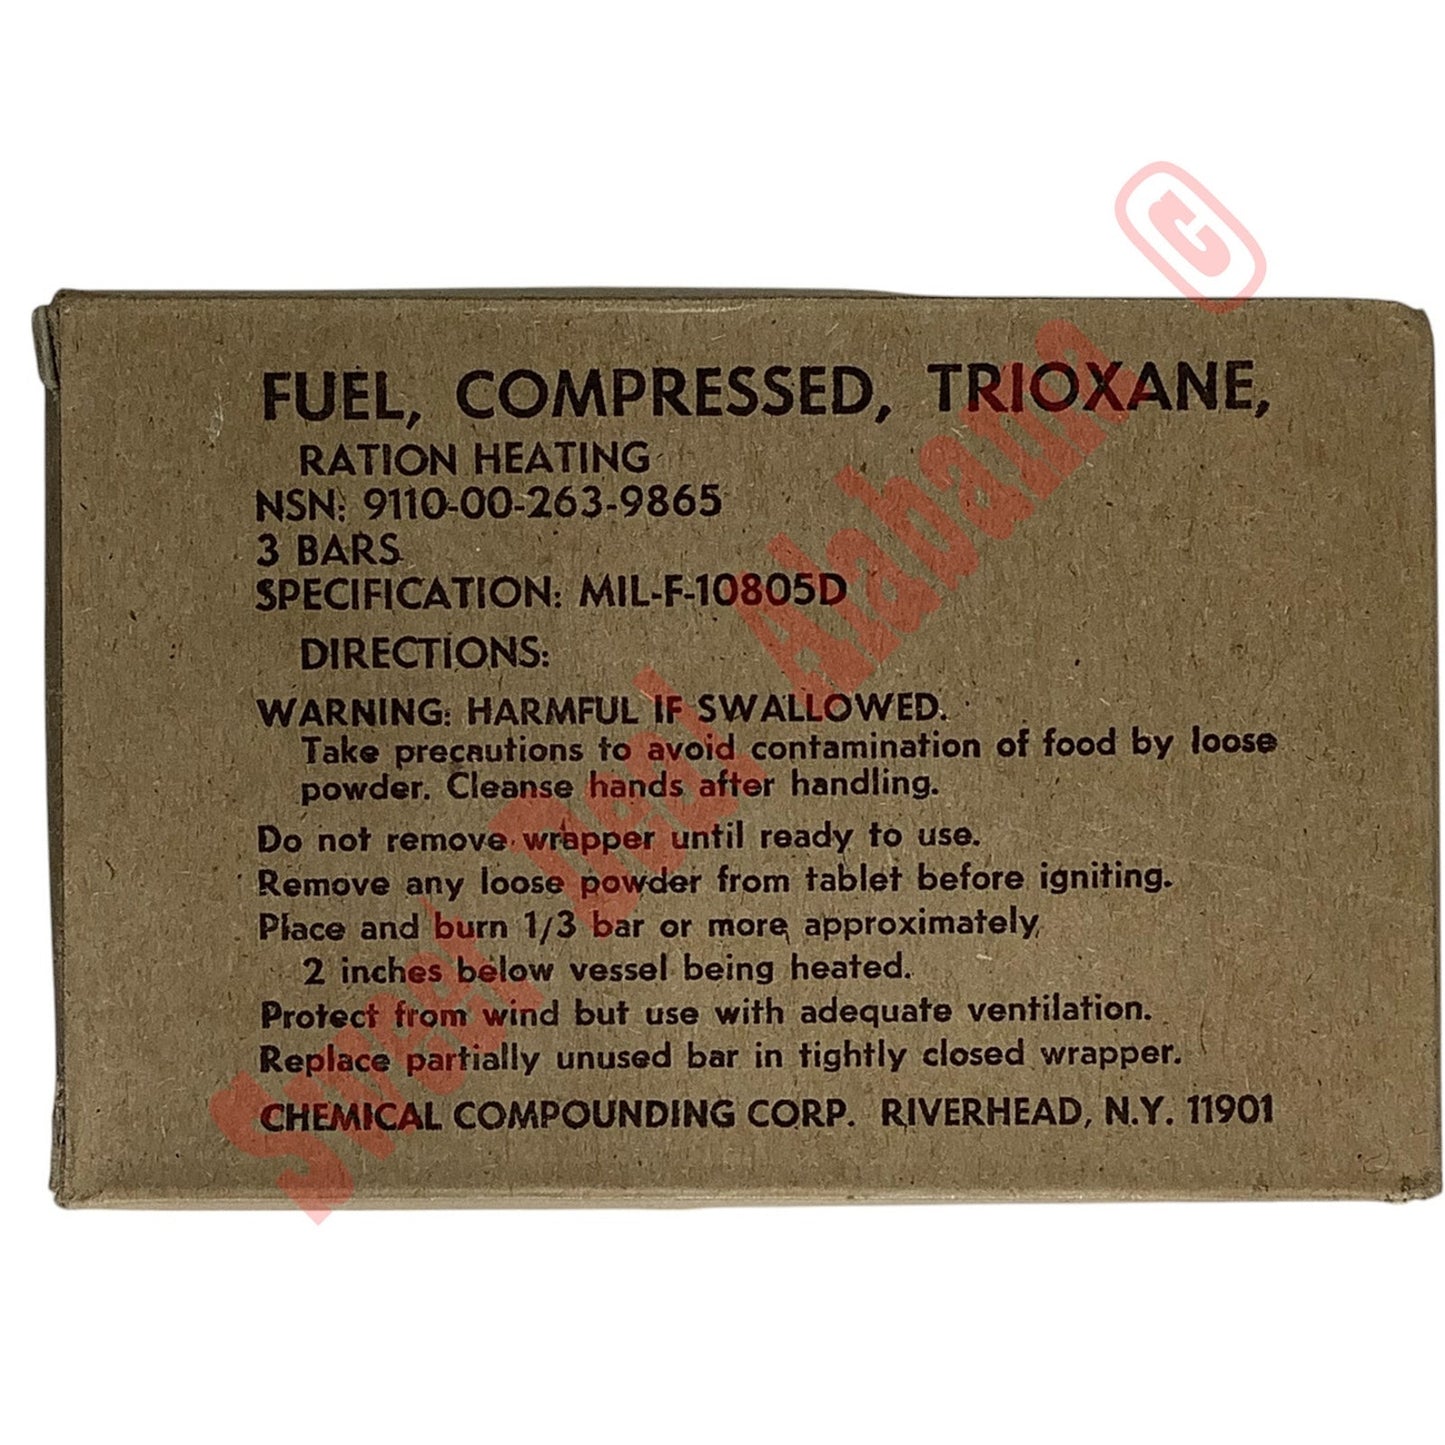 FUEL, COMPRESSED, TRIOXANE,
RATION HEATING
NSN: 9110-00-263-9865
3 BARS
SPECIFICATION: MIL-F-10805D
DIRECTIONS:
WARNING: HARMFUL IF SWALLOWED.
Take precautions to avoid contamination of food by loose
powder. Cleanse hands after handling.
Do not remove wrapper until ready to use.
Remove any loose powder from tablet before igniting.
Place and burn 1/3 bar or more approximately
2 inches below vessel being heated.
Protect from wind but use with adequate ventilation.
Replace partially unused bar in tightly closed wrapper.
CHEMICAL COMPOUNDING CORP. RIVERHEAD, N.Y. 11901
Deal Alabama ©